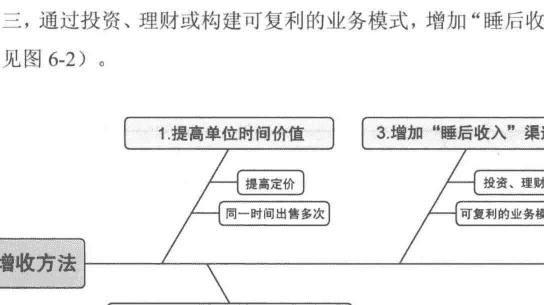 三，通过投资、理财或构建可复利的业务模式，增加“睡后收
见图 6-2）。
1.提高单位时间价值
3.增加“睡后收入”渠
提高定价
投资、理财
同一时间出售多次
可复利的业务模
增收方法